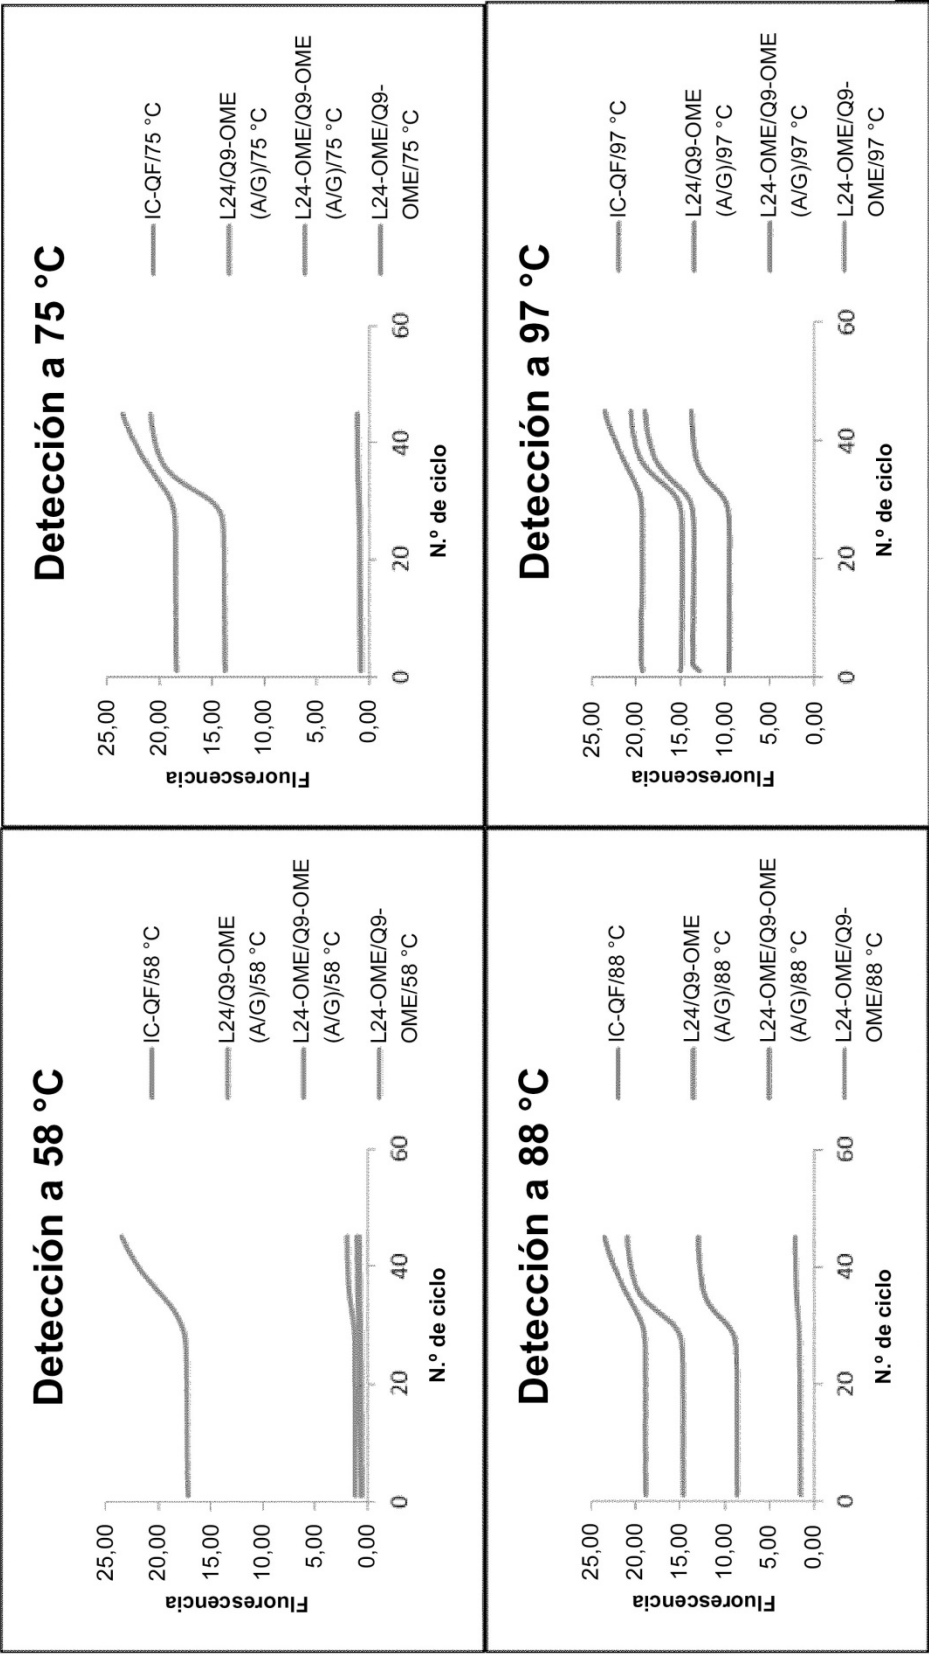 Detección a 58 °C
Fluorescencia
25,00
20,00
15,00
10,00
5,00
0,00
0
20
40
60
N.º de ciclo
IC-QF/58 °C
L24/Q9-OME
(A/G)/58 °C
L24-OME/Q9-OME
(A/G)/58 °C
L24-OME/Q9-
OME/58 °C
Detección a 75 °C
Fluorescencia
25,00
20,00
15,00
10,00
5,00
0,00
0
20
40
60
N.º de ciclo
IC-QF/75 °C
L24/Q9-OME
(A/G)/75 °C
L24-OME/Q9-OME
(A/G)/75 °C
L24-OME/Q9-
OME/75 °C
Detección a 88 °C
Fluorescencia
25,00
20,00
15,00
10,00
5,00
0,00
0
20
40
60
N.º de ciclo
IC-QF/88 °C
L24/Q9-OME
(A/G)/88 °C
L24-OME/Q9-OME
(A/G)/88 °C
L24-OME/Q9-
OME/88 °C
Detección a 97 °C
Fluorescencia
25,00
20,00
15,00
10,00
5,00
0,00
0
20
40
60
N.º de ciclo
IC-QF/97 °C
L24/Q9-OME
(A/G)/97 °C
L24-OME/Q9-OME
(A/G)/97 °C
L24-OME/Q9-
OME/97 °C